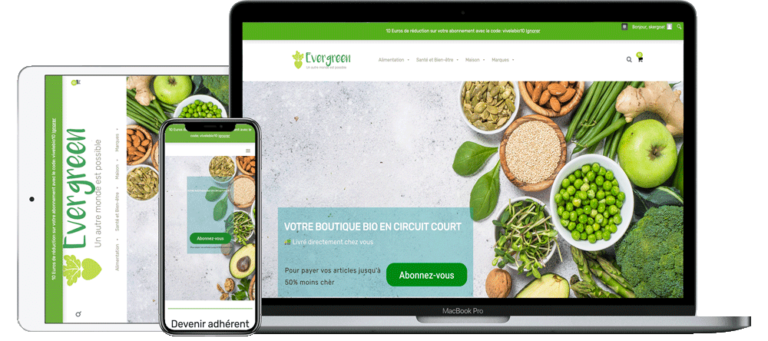 10 Euros de réduction sur votre abonnement avec le code: vivelebio10 (ignorer)
Bonjour, abenguer
Evergreen
Alimentation
Santé et Bien-être
Maison
Marques
VOTRE BOUTIQUE BIO EN CIRCUIT COURT
Livré directement chez vous
Pour payer vos articles jusqu'à
50% moins cher
Abonnez-vous
MacBook Pro
10 Euros de réduction sur votre abonnement avec le code: vivelebio10 (ignorer)
Evergreen
Un autre monde est possible
Alimentation
Santé et Bien-être
Maison
Marques
10 Euros de réduction sur votre abonnement avec le
code: vivelebio10 (ignorer)
Abonnez-vous
Devenir adhérent